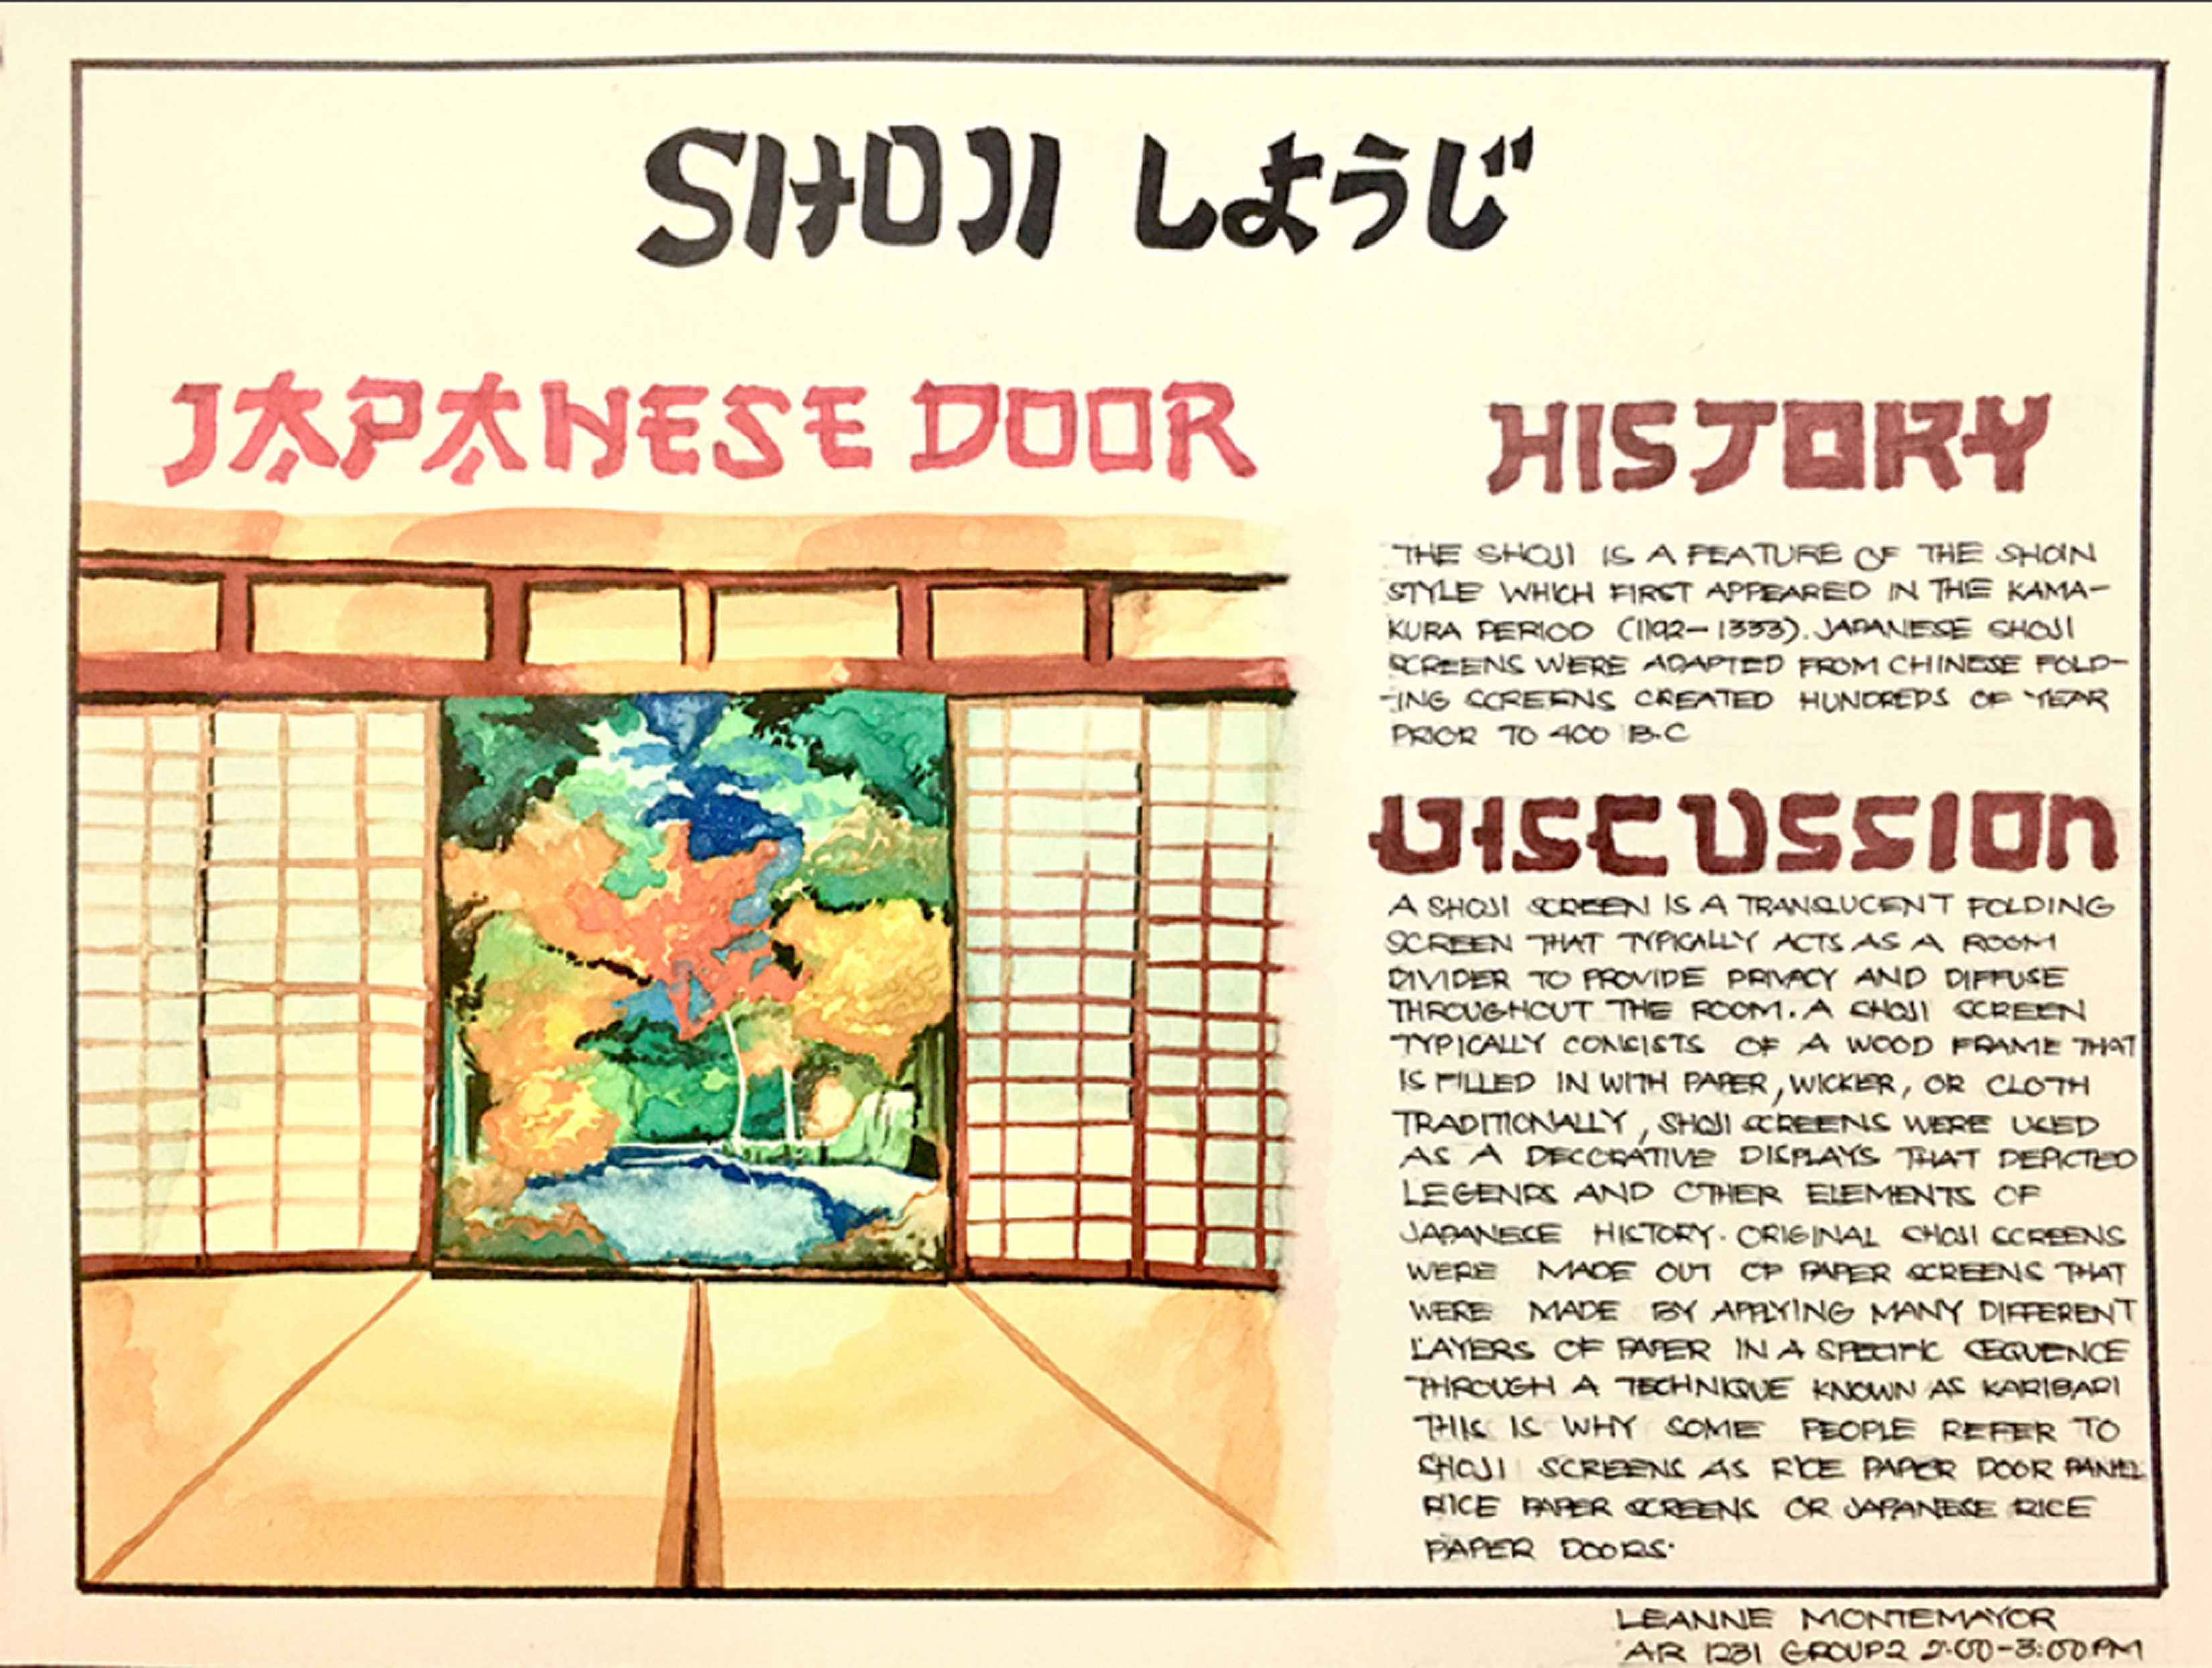 SHOJI しょうじ
JAPANESE DOOR
HISTORY
THE SHOJI IS A FEATURE OF THE SHOIN
STYLE WHICH FIRST APPEARED IN THE KAMA-
KURA PERIOD (1192-1333). JAPANESE SHOJI
SCREENS WERE ADAPTED FROM CHINESE FOLD-
-ING SCREENS CREATED HUNDREDS OF YEAR
PRIOR TO 400 B.C
DISCUSSION
A SHOJI SCREEN IS A TRANSLUCENT FOLDING
SCREEN THAT TYPICALLY ACTS AS A ROOM
DIVIDER TO PROVIDE PRIVACY AND DIFFUSE
THROUGHOUT THE ROOM. A SHOJI SCREEN
TYPICALLY CONSISTS OF A WOOD FRAME THAT
IS FILLED IN WITH PAPER, WICKER, OR CLOTH
TRADITIONALLY, SHOJI SCREENS WERE USED
AS A DECORATIVE DISPLAYS THAT DEPICTED
LEGENDS AND OTHER ELEMENTS OF
JAPANESE HISTORY. ORIGINAL SHOJI SCREENS
WERE MADE OUT OF PAPER SCREENS THAT
WERE MADE BY APPLYING MANY DIFFERENT
LAYERS OF PAPER IN A SPECIFIC SEQUENCE
THROUGH A TECHNIQUE KNOWN AS KARIBARI
THIS IS WHY SOME PEOPLE REFER TO
SHOJI SCREENS AS RICE PAPER DOOR PANEL
RICE PAPER SCREENS OR JAPANESE RICE
PAPER DOORS.
LEANNE MONTEMAYOR
AR 1231 GROUP2 2:00-3:00 PM